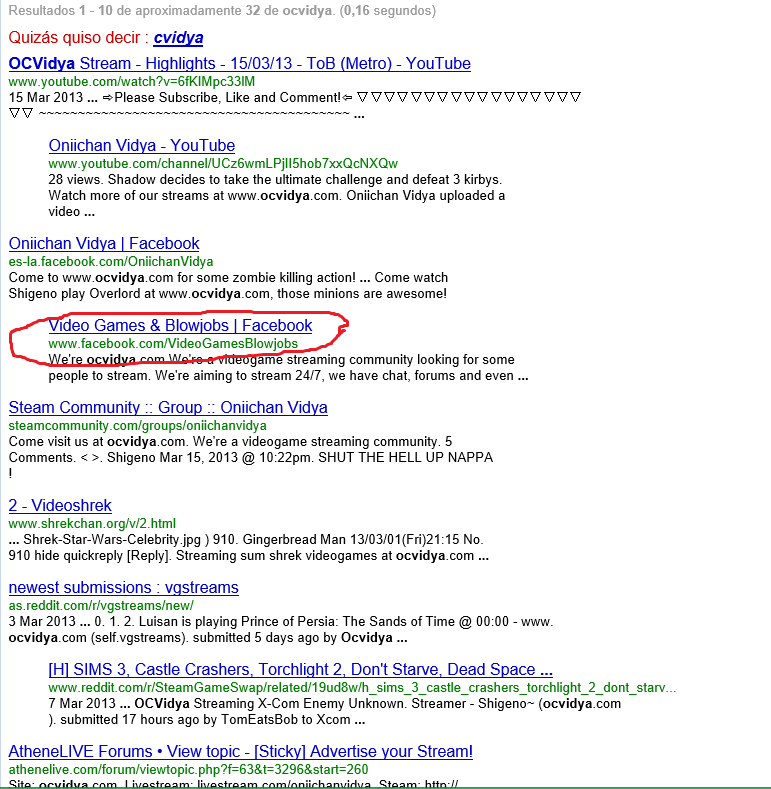 Resultados 1 - 10 de aproximadamente 32 de ocvidya. (0,16 segundos)
Quizás quiso decir : cvidya
OCVidya Stream - Highlights - 15/03/13 - ToB (Metro) - YouTube
www.youtube.com/watch?v=6fKIMpc33IM
15 Mar 2013 ... ⇨Please Subscribe, Like and Comment!⇦ ▽ ▽ ▽ ▽ ▽ ▽ ▽ ▽ ▽ ▽ ▽ ▽ ▽ ▽ ▽ ▽ ▽
▽ ▽ ~~~~~~~~~~~~~~~~~~~~~~~~~~~~~~~~~~~~~~~~ ...
Oniichan Vidya - YouTube
www.youtube.com/channel/UCz6wmLPjlI5hob7xxQcNXQw
28 views. Shadow decides to take the ultimate challenge and defeat 3 kirbys.
Watch more of our streams at www.ocvidya.com. Oniichan Vidya uploaded a
video ...
Oniichan Vidya | Facebook
es-la.facebook.com/OniichanVidya
Come to www.ocvidya.com for some zombie killing action! ... Come watch
Shigeno play Overlord at www.ocvidya.com, those minions are awesome!
Video Games & Blowjobs | Facebook
www.facebook.com/VideoGamesBlowjobs
We're ocvidya.com We're a videogame streaming community looking for some
people to stream. We're aiming to stream 24/7, we have chat, forums and even ...
Steam Community :: Group :: Oniichan Vidya
steamcommunity.com/groups/oniichanvidya
Come visit us at ocvidya.com. We're a videogame streaming community. 5
Comments. < >. Shigeno Mar 15, 2013 @ 10:22pm. SHUT THE HELL UP NAPPA
!
2 - Videoshrek
www.shrekchan.org/v/2.html
... Shrek-Star-Wars-Celebrity.jpg ) 910. Gingerbread Man 13/03/01(Fri)21:15 No.
910 hide quickreply [Reply]. Streaming sum shrek videogames at ocvidya.com ...
newest submissions : vgstreams
as.reddit.com/r/vgstreams/new/
3 Mar 2013 ... 0. 1. 2. Luisan is playing Prince of Persia: The Sands of Time @ 00:00 - www.
ocvidya.com (self.vgstreams). submitted 5 days ago by Ocvidya ...
[H] SIMS 3, Castle Crashers, Torchlight 2, Don't Starve, Dead Space ...
www.reddit.com/r/SteamGameSwap/related/19ud8w/h_sims_3_castle_crashers_torchlight_2_dont_starv...
7 Mar 2013 ... OCVidya Streaming X-Com Enemy Unknown. Streamer - Shigeno~ (ocvidya.com
). submitted 17 hours ago by TomEatsBob to Xcom ...
AtheneLIVE Forums • View topic - [Sticky] Advertise your Stream!
athenelive.com/forum/viewtopic.php?f=63&t=3296&start=260
Site: ocvidya.com. Livestream: livestream.com/oniichanvidya. Steam: http://